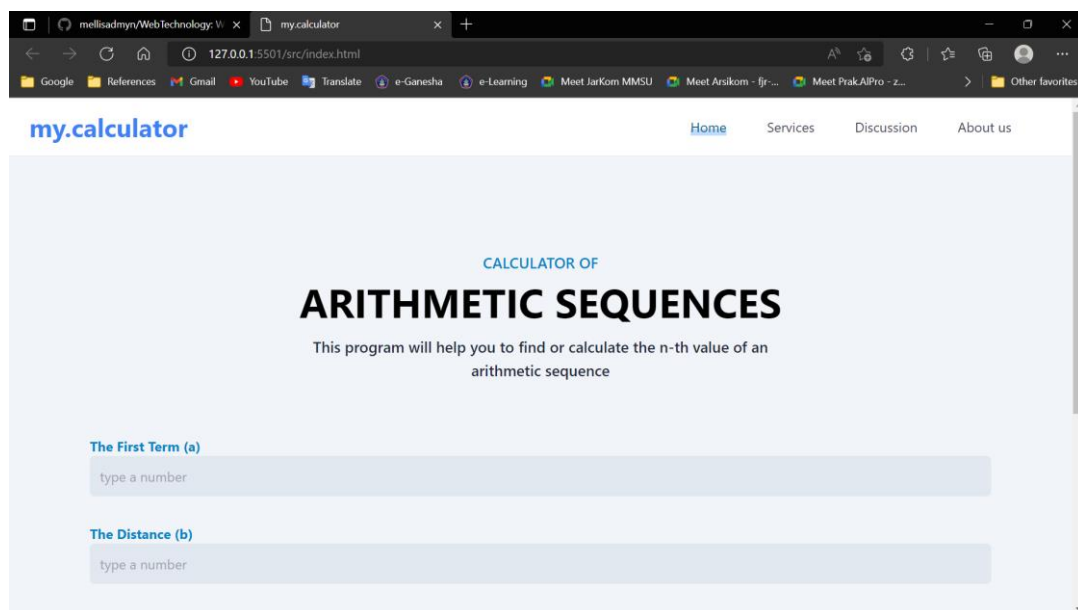 mellisadmyn/WebTechnology: W
my.calculator
127.0.0.1:5501/src/index.html
Google References Gmail YouTube Translate e-Ganesha e-Learning Meet JarKom MMSU Meet Arsikom - fjr-... Meet Prak.AlPro - z... Other favorites
my.calculator
Home Services Discussion About us
CALCULATOR OF
ARITHMETIC SEQUENCES
This program will help you to find or calculate the n-th value of an
arithmetic sequence
The First Term (a)
type a number
The Distance (b)
type a number